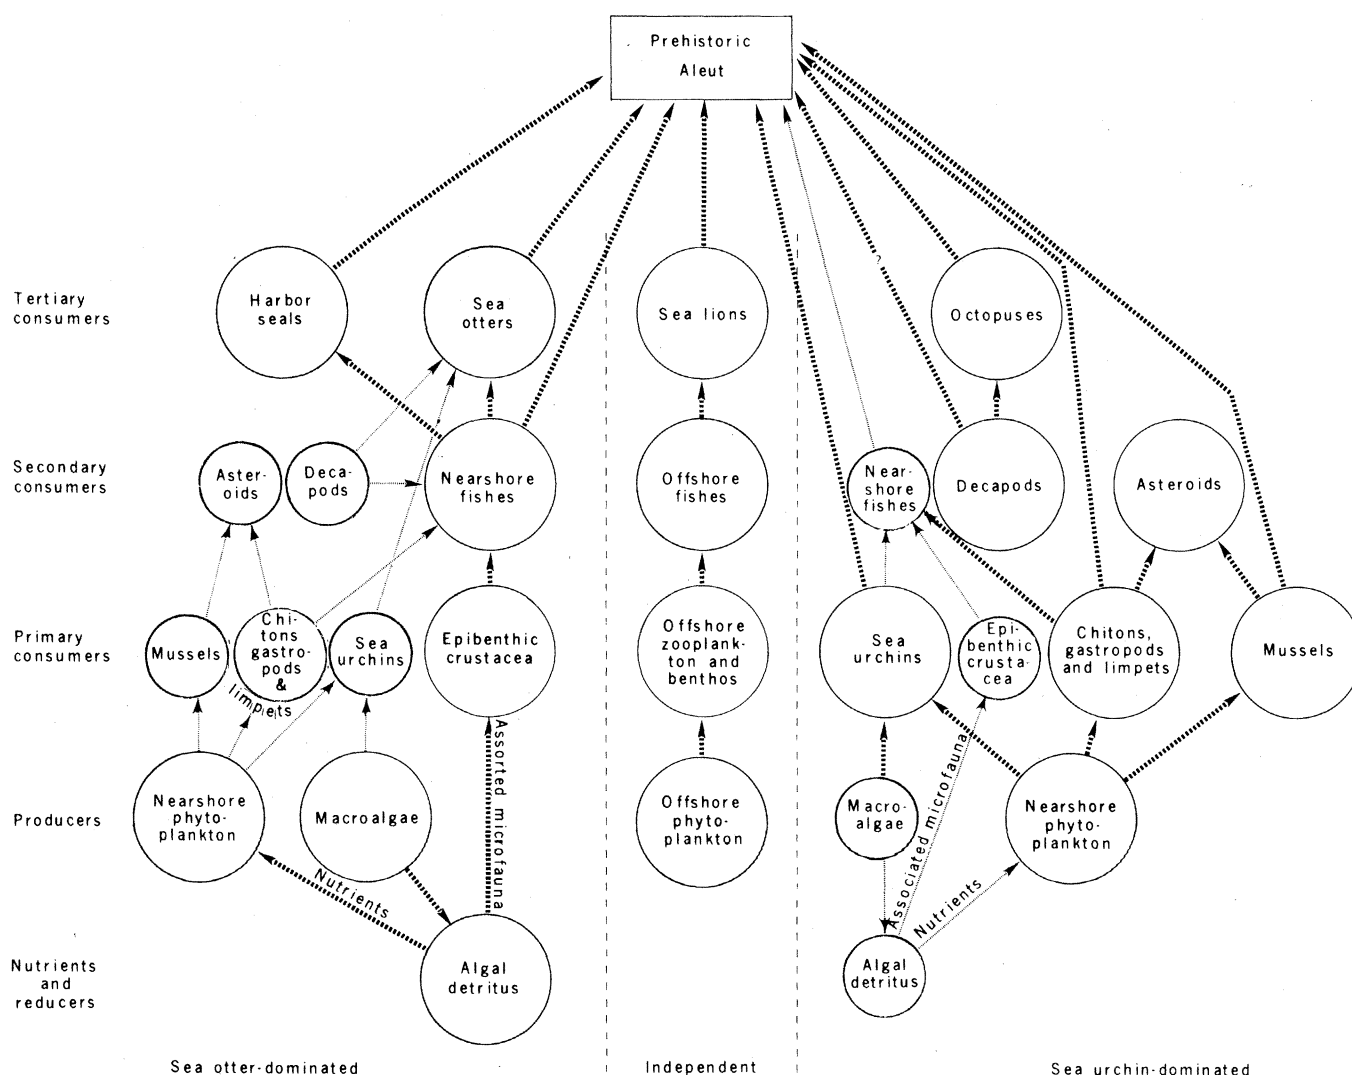 Prehistoric
Aleut
Tertiary
consumers
Harbor
seals
Sea
otters
Sea lions
?
Octopuses
Secondary
consumers
Aster-
oids
Deca-
pods
Nearshore
fishes
Offshore
fishes
Near-
shore
fishes
Decapods
Asteroids
Primary
consumers
Mussels
Chi-
tons
gastro-
pods
&
limpets
Sea
urchins
Epibenthic
crustacea
Offshore
zooplank-
ton and
benthos
Sea
urchins
Epi-
benthic
crusta-
cea
Chitons,
gastropods
and limpets
Mussels
Assorted microfauna
Associated microfauna
Producers
Nearshore
phyto-
plankton
Macroalgae
Offshore
phyto-
plankton
Macro-
algae
Nearshore
phyto-
plankton
Nutrients
Nutrients
Nutrients
and
reducers
Algal
detritus
Algal
detritus
Sea otter-dominated
Independent
Sea urchin-dominated